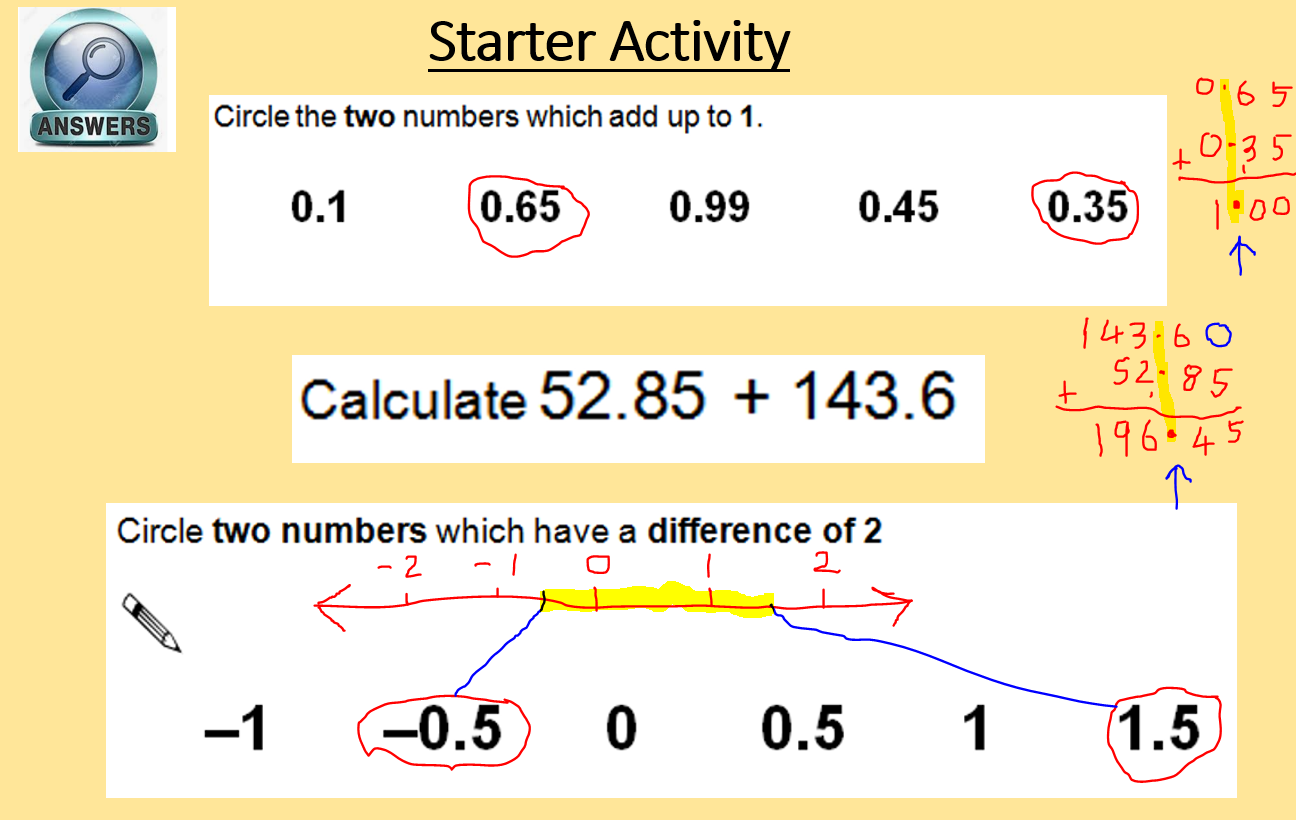 Starter Activity
ANSWERS
Circle the two numbers which add up to 1.
0.1 0.65 0.99 0.45 0.35
0.65
+ 0.35
1.00
Calculate 52.85 + 143.6
143.60
+ 52.85
196.45
Circle two numbers which have a difference of 2
-2 -1 0 1 2
–1 –0.5 0 0.5 1 1.5